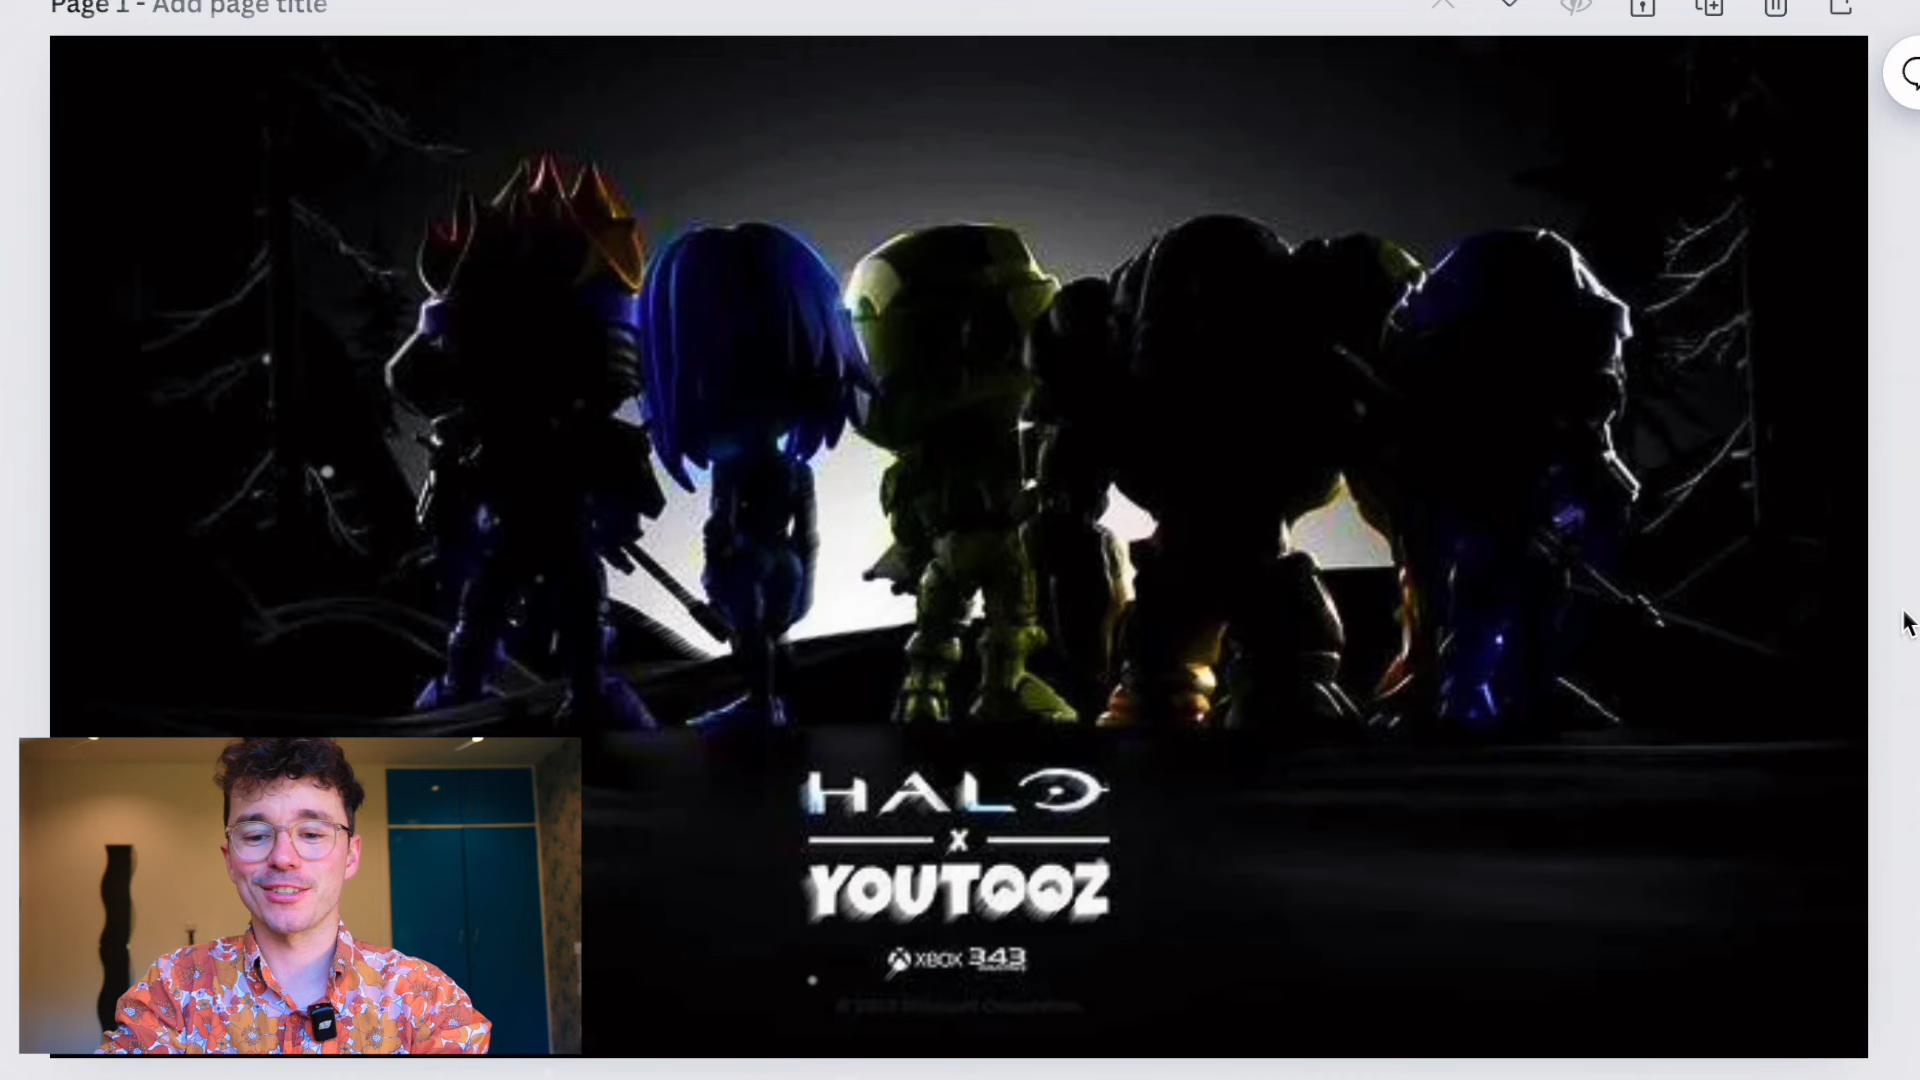 Page 1 - Add page title
HALO
X
YOUTOOZ
XBOX 343